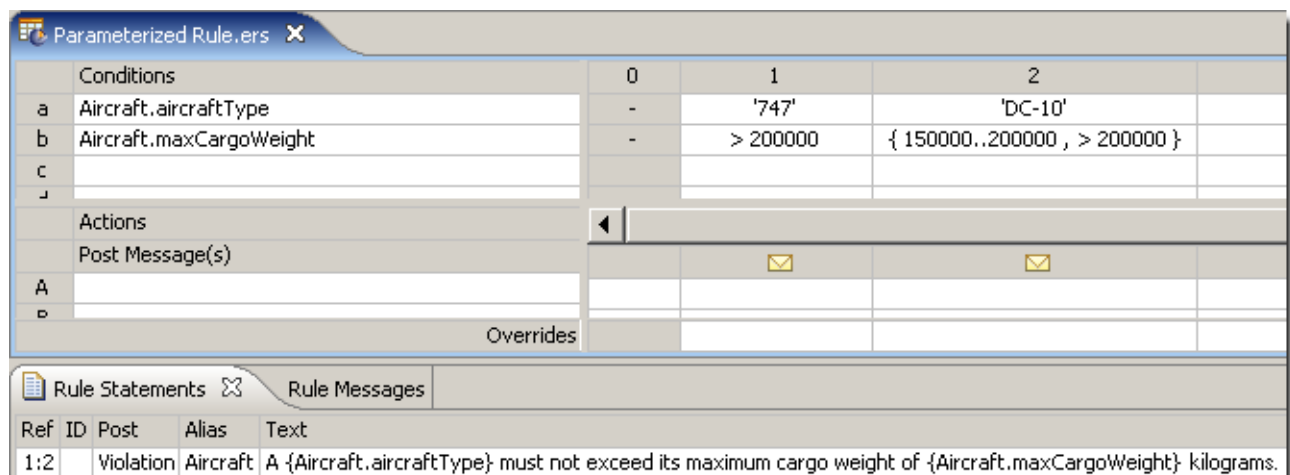 Parameterized Rule.ers
Conditions 0 1 2
a Aircraft.aircraftType - '747' 'DC-10'
b Aircraft.maxCargoWeight - > 200000 { 150000..200000 , > 200000 }
c
Actions
Post Message(s)
A
Overrides
Rule Statements Rule Messages
Ref ID Post Alias Text
1:2 Violation Aircraft A {Aircraft.aircraftType} must not exceed its maximum cargo weight of {Aircraft.maxCargoWeight} kilograms.